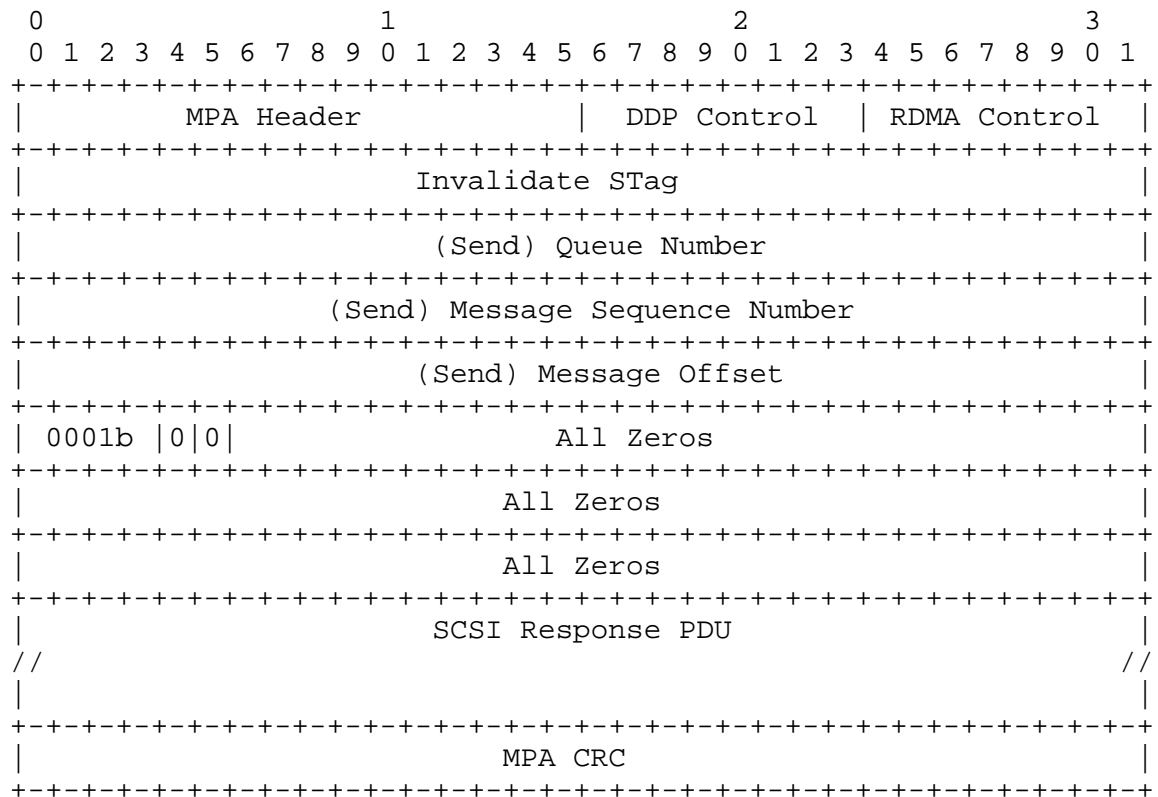 0                   1                   2                   3
 0 1 2 3 4 5 6 7 8 9 0 1 2 3 4 5 6 7 8 9 0 1 2 3 4 5 6 7 8 9 0 1
+-+-+-+-+-+-+-+-+-+-+-+-+-+-+-+-+-+-+-+-+-+-+-+-+-+-+-+-+-+-+-+-+
|         MPA Header            |  DDP Control  | RDMA Control  |
+-+-+-+-+-+-+-+-+-+-+-+-+-+-+-+-+-+-+-+-+-+-+-+-+-+-+-+-+-+-+-+-+
|                      Invalidate STag                          |
+-+-+-+-+-+-+-+-+-+-+-+-+-+-+-+-+-+-+-+-+-+-+-+-+-+-+-+-+-+-+-+-+
|                       (Send) Queue Number                     |
+-+-+-+-+-+-+-+-+-+-+-+-+-+-+-+-+-+-+-+-+-+-+-+-+-+-+-+-+-+-+-+-+
|                 (Send) Message Sequence Number                |
+-+-+-+-+-+-+-+-+-+-+-+-+-+-+-+-+-+-+-+-+-+-+-+-+-+-+-+-+-+-+-+-+
|                      (Send) Message Offset                    |
+-+-+-+-+-+-+-+-+-+-+-+-+-+-+-+-+-+-+-+-+-+-+-+-+-+-+-+-+-+-+-+-+
| 0001b |0|0|                  All Zeros                        |
+-+-+-+-+-+-+-+-+-+-+-+-+-+-+-+-+-+-+-+-+-+-+-+-+-+-+-+-+-+-+-+-+
|                           All Zeros                           |
+-+-+-+-+-+-+-+-+-+-+-+-+-+-+-+-+-+-+-+-+-+-+-+-+-+-+-+-+-+-+-+-+
|                           All Zeros                           |
+-+-+-+-+-+-+-+-+-+-+-+-+-+-+-+-+-+-+-+-+-+-+-+-+-+-+-+-+-+-+-+-+
|                       SCSI Response PDU                       |
//                                                             //
|                                                               |
+-+-+-+-+-+-+-+-+-+-+-+-+-+-+-+-+-+-+-+-+-+-+-+-+-+-+-+-+-+-+-+-+
|                           MPA CRC                             |
+-+-+-+-+-+-+-+-+-+-+-+-+-+-+-+-+-+-+-+-+-+-+-+-+-+-+-+-+-+-+-+-+